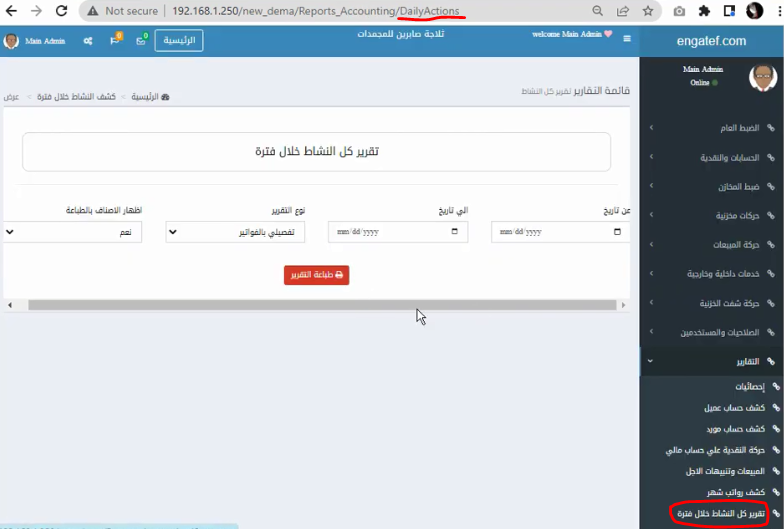 Not secure
192.168.1.250/new_dema/Reports_Accounting/DailyActions
engatef.com
welcome Main Admin
ثلاجة صابرين للمجمدات
الرئيسية
0
0
Main Admin
Main Admin
Online
قائمة التقارير تقرير كل النشاط
الرئيسية > كشف النشاط خلال فترة > عرض
تقرير كل النشاط خلال فترة
من تاريخ
الي تاريخ
نوع التقرير
اظهار الاصناف بالطباعة
mm/dd/yyyy
mm/dd/yyyy
تفصيلي بالفواتير
نعم
طباعة التقرير
الضبط العام
الحسابات والنقدية
ضبط المخازن
حركات مخزنية
حركة المبيعات
خدمات داخلية وخارجية
حركة شفت الخزنية
الصلاحيات والمستخدمين
التقارير
إحصائيات
كشف حساب عميل
كشف حساب مورد
حركة النقدية علي حساب مالي
المبيعات وتنبيهات الاجل
كشف رواتب شهر
تقرير كل النشاط خلال فترة